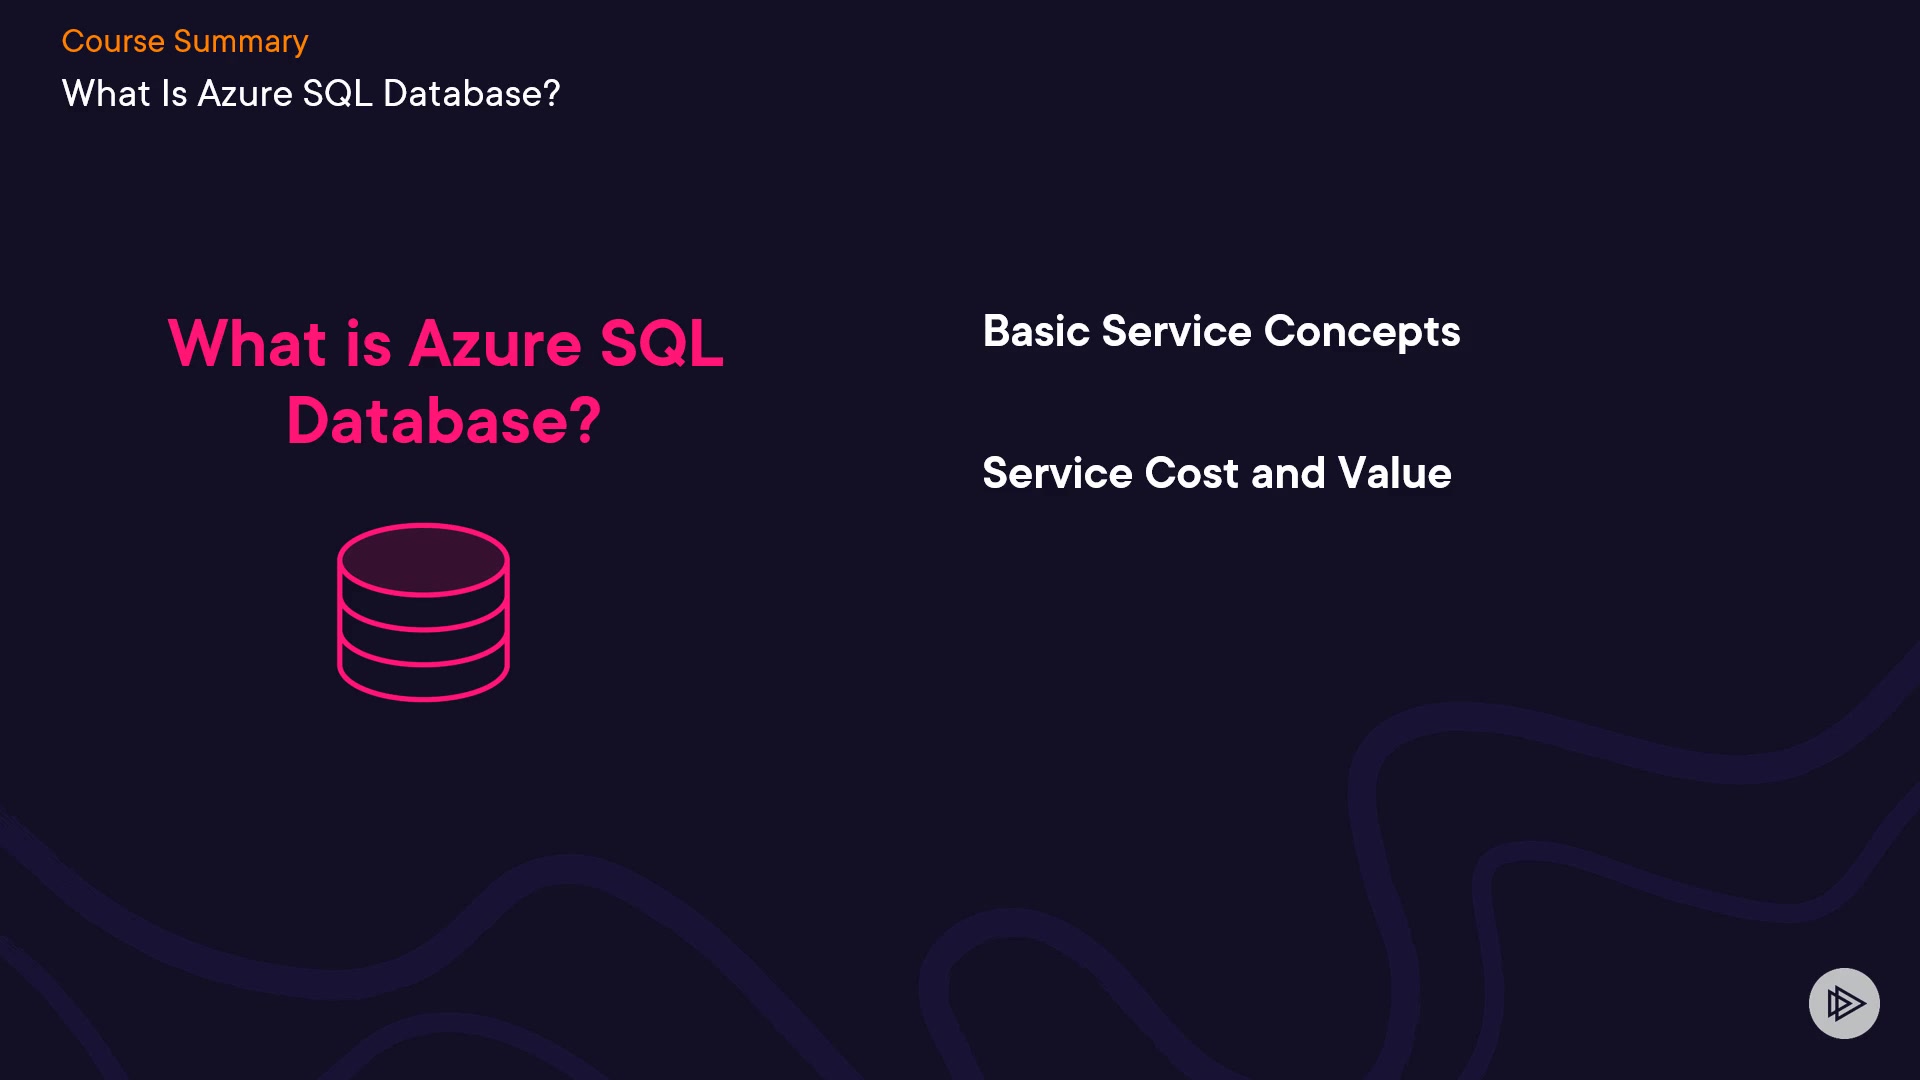 Course Summary
What Is Azure SQL Database?
What is Azure SQL
Database?
Basic Service Concepts
Service Cost and Value